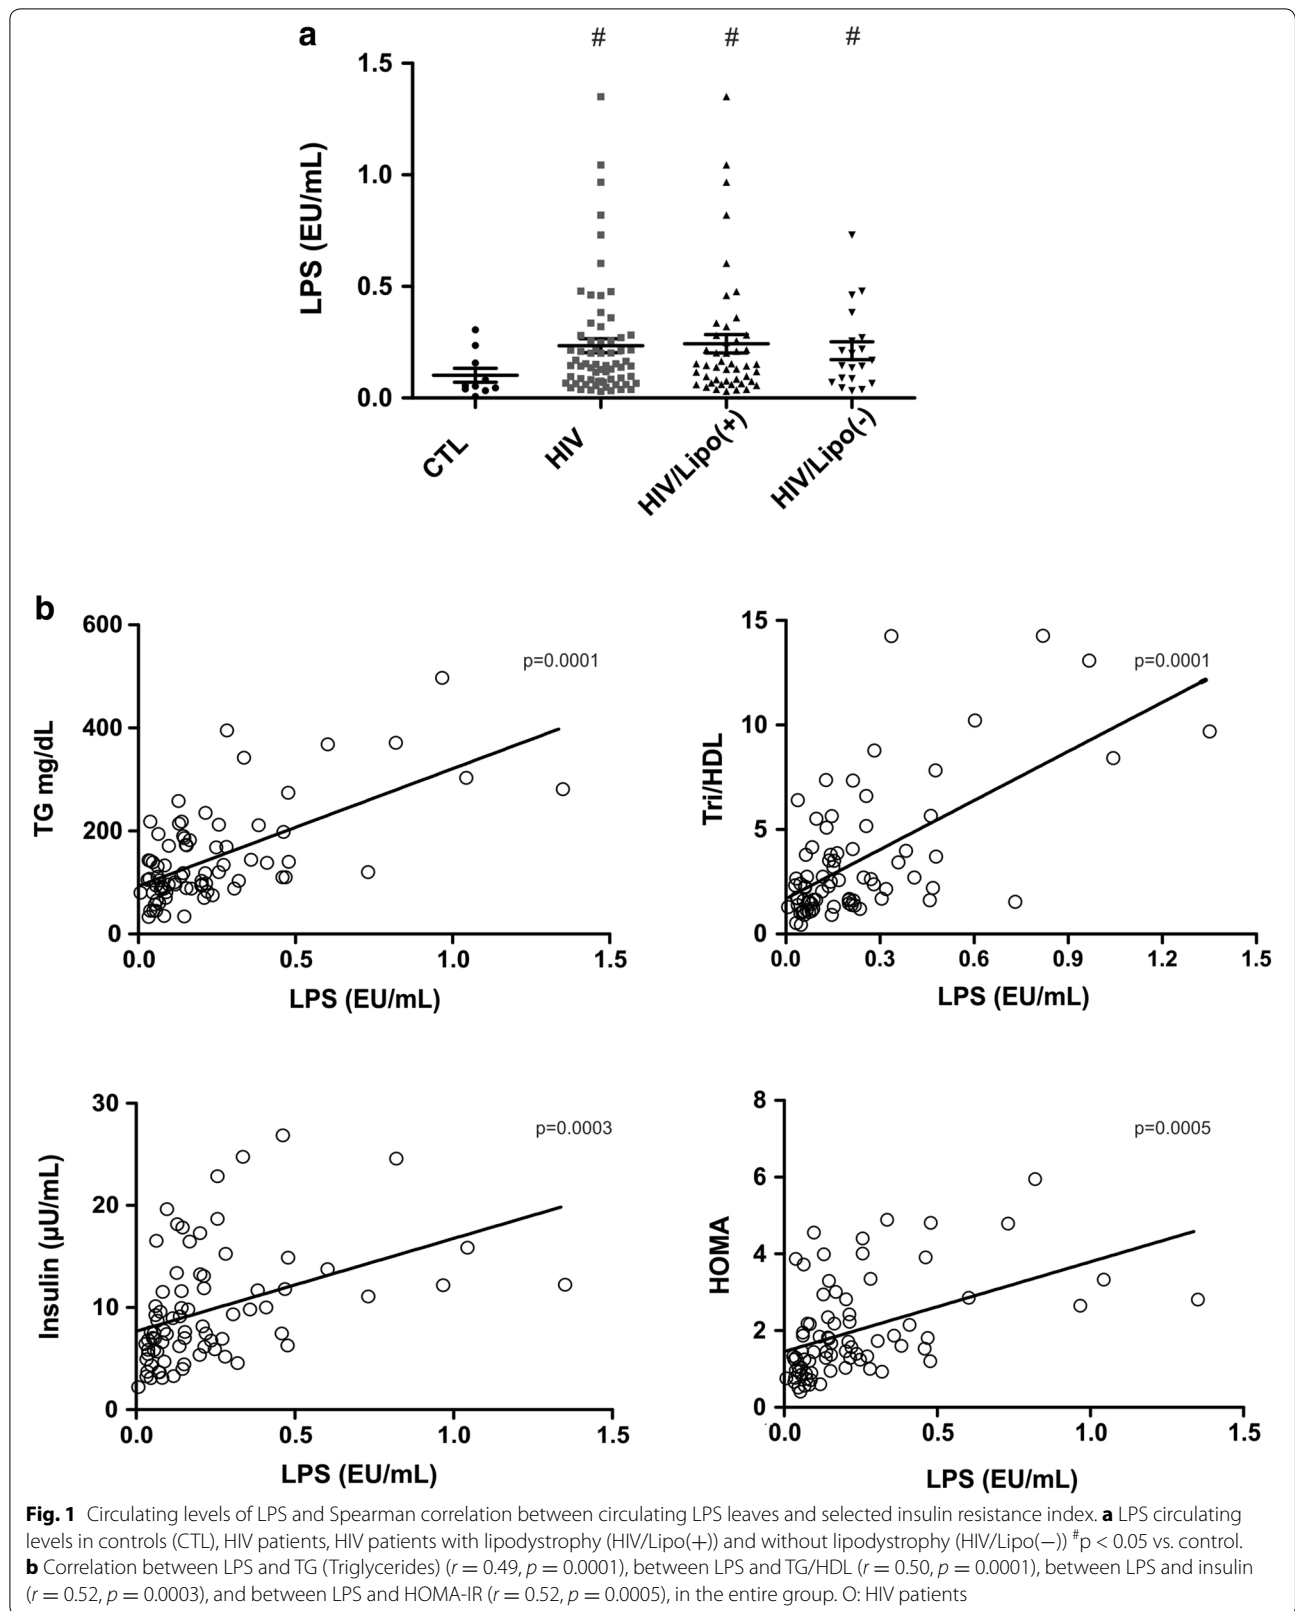 a
# # #
1.5
1.0
0.5
0.0
LPS (EU/mL)
CTL
HIV
HIV/Lipo(+)
HIV/Lipo(-)
b
600
400
200
0
TG mg/dL
p=0.0001
0.0 0.5 1.0 1.5
LPS (EU/mL)
15
10
5
0
Tri/HDL
p=0.0001
0.0 0.3 0.6 0.9 1.2 1.5
LPS (EU/mL)
30
20
10
0
Insulin (µU/mL)
p=0.0003
0.0 0.5 1.0 1.5
LPS (EU/mL)
8
6
4
2
0
HOMA
p=0.0005
0.0 0.5 1.0 1.5
LPS (EU/mL)
Fig. 1 Circulating levels of LPS and Spearman correlation between circulating LPS leaves and selected insulin resistance index. a LPS circulating
levels in controls (CTL), HIV patients, HIV patients with lipodystrophy (HIV/Lipo(+)) and without lipodystrophy (HIV/Lipo(−)) #p < 0.05 vs. control.
b Correlation between LPS and TG (Triglycerides) (r = 0.49, p = 0.0001), between LPS and TG/HDL (r = 0.50, p = 0.0001), between LPS and insulin
(r = 0.52, p = 0.0003), and between LPS and HOMA-IR (r = 0.52, p = 0.0005), in the entire group. O: HIV patients